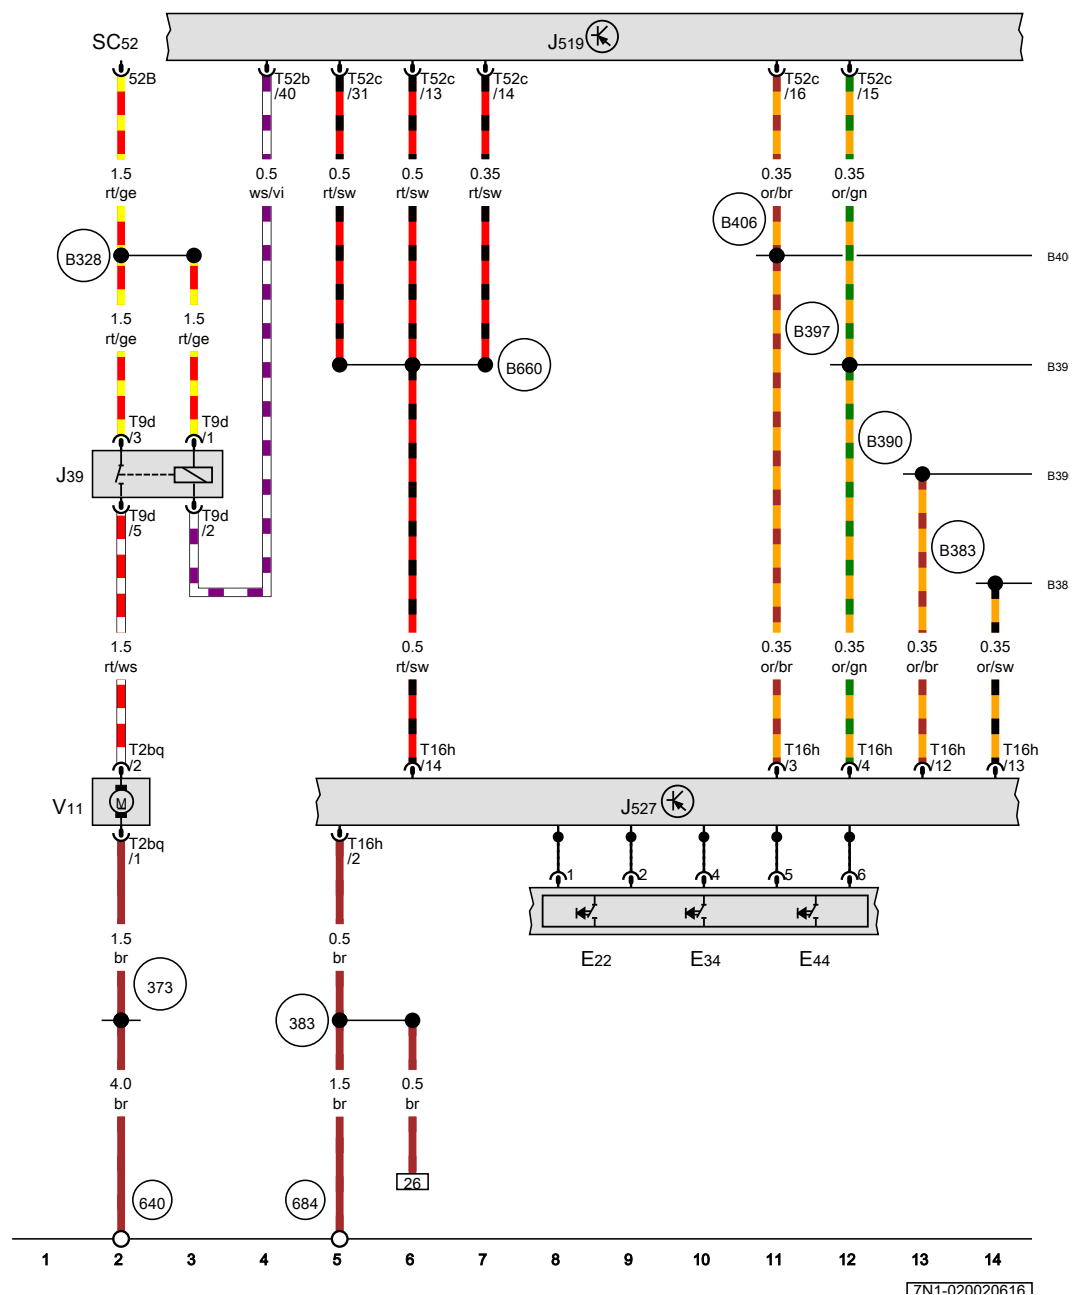 SC52
J519
52B
T52b
/40
T52c
/31
T52c
/13
T52c
/14
T52c
/16
T52c
/15
1.5
rt/ge
0.5
ws/vi
0.5
rt/sw
0.5
rt/sw
0.35
rt/sw
0.35
or/br
0.35
or/gn
B406
B328
B40
1.5
rt/ge
1.5
rt/ge
B397
B660
B39
T9d
/3
T9d
/1
B390
J39
B39
T9d
/5
T9d
/2
B383
B38
1.5
rt/ws
0.5
rt/sw
0.35
or/br
0.35
or/gn
0.35
or/br
0.35
or/sw
T2bq
/2
T16h
/14
T16h
/3
T16h
/4
T16h
/12
T16h
/13
V11
M
J527
T2bq
/1
T16h
/2
1
2
4
5
6
1.5
br
0.5
br
E22
E34
E44
373
383
4.0
br
1.5
br
0.5
br
26
640
684
1 2 3 4 5 6 7 8 9 10 11 12 13 14
7N1-020020616